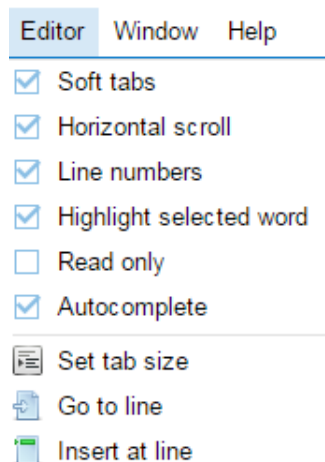 Editor Window Help
Soft tabs
Horizontal scroll
Line numbers
Highlight selected word
Read only
Autocomplete
Set tab size
Go to line
Insert at line